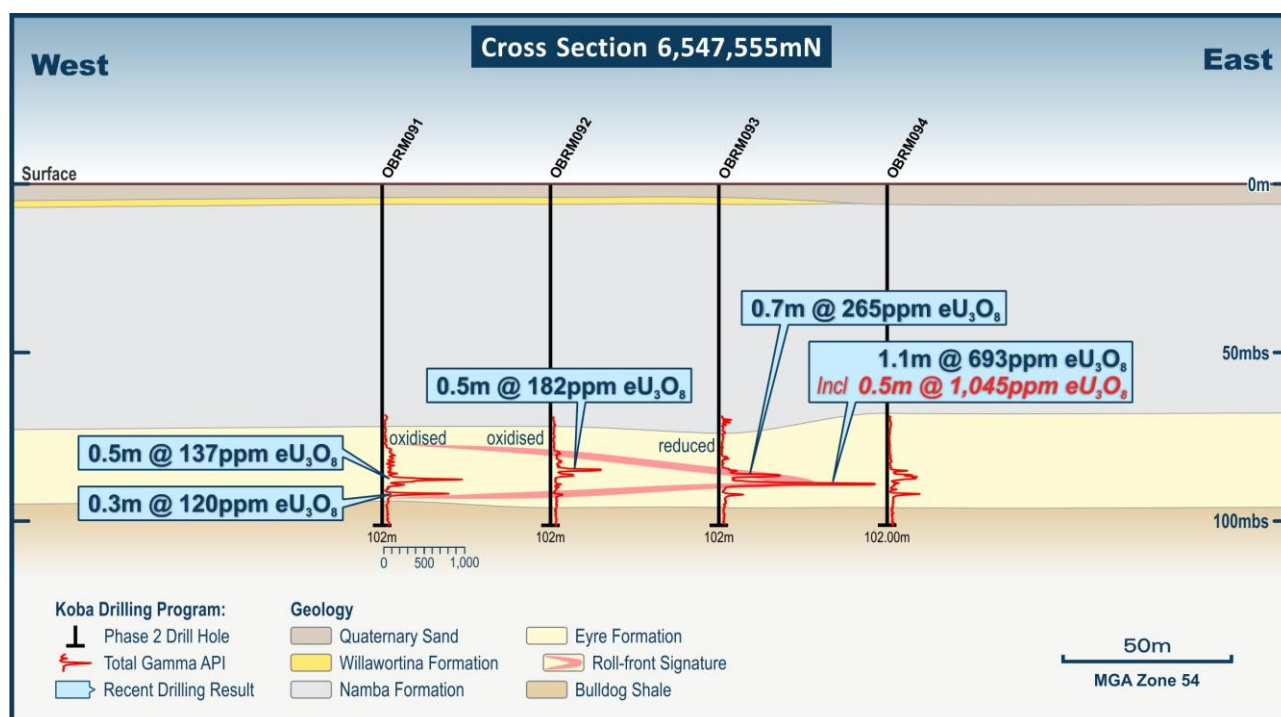 Cross Section 6,547,555mN
West
East
OBRM091
OBRM092
OBRM093
OBRM094
Surface
0m
0.7m @ 265ppm eU₃O₈
1.1m @ 693ppm eU₃O₈
Incl 0.5m @ 1,045ppm eU₃O₈
50mbs
0.5m @ 182ppm eU₃O₈
oxidised
oxidised
reduced
0.5m @ 137ppm eU₃O₈
0.3m @ 120ppm eU₃O₈
100mbs
102m
102m
102m
102.00m
0 500 1,000
Koba Drilling Program:
Phase 2 Drill Hole
Total Gamma API
Recent Drilling Result
Geology
Quaternary Sand
Willawortina Formation
Namba Formation
Eyre Formation
Roll-front Signature
Bulldog Shale
50m
MGA Zone 54